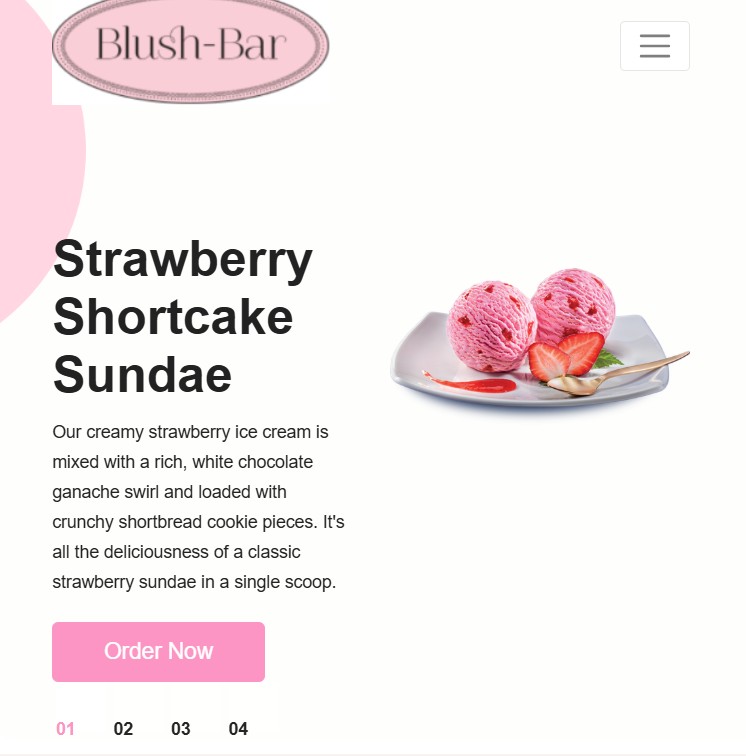 Blush-Bar
Strawberry
Shortcake
Sundae
Our creamy strawberry ice cream is
mixed with a rich, white chocolate
ganache swirl and loaded with
crunchy shortbread cookie pieces. It's
all the deliciousness of a classic
strawberry sundae in a single scoop.
Order Now
01 02 03 04